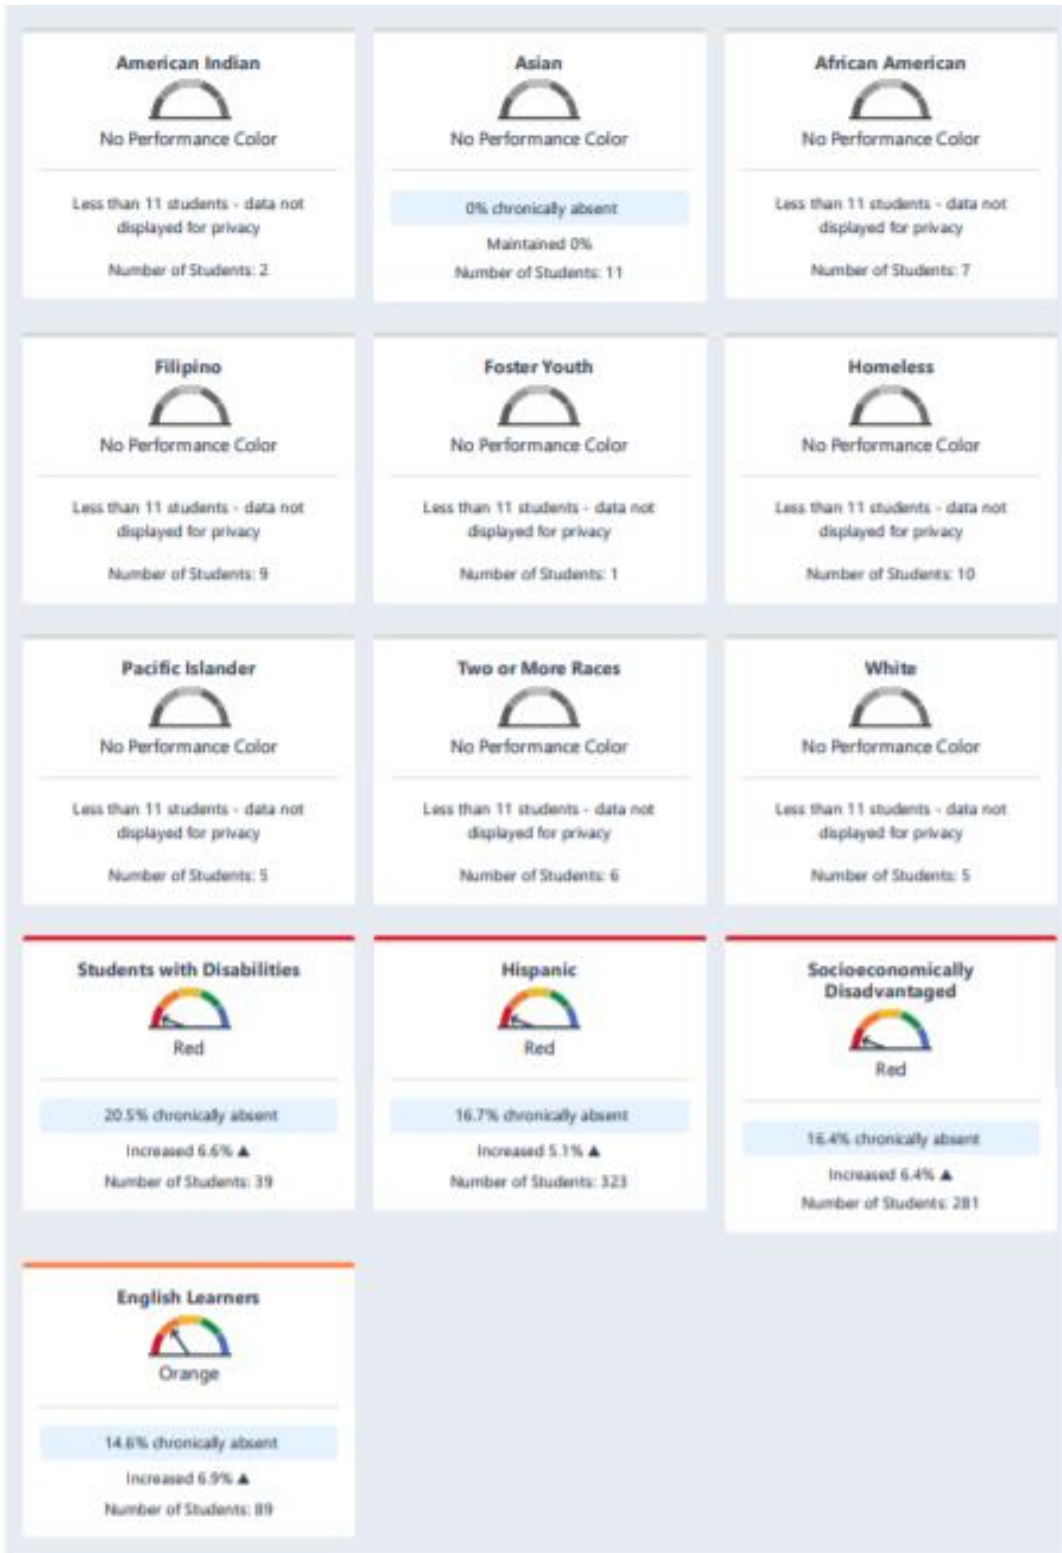 American Indian
No Performance Color
Less than 11 students - data not
displayed for privacy
Number of Students: 2
Asian
No Performance Color
0% chronically absent
Maintained 0%
Number of Students: 11
African American
No Performance Color
Less than 11 students - data not
displayed for privacy
Number of Students: 7
Filipino
No Performance Color
Less than 11 students - data not
displayed for privacy
Number of Students: 9
Foster Youth
No Performance Color
Less than 11 students - data not
displayed for privacy
Number of Students: 1
Homeless
No Performance Color
Less than 11 students - data not
displayed for privacy
Number of Students: 10
Pacific Islander
No Performance Color
Less than 11 students - data not
displayed for privacy
Number of Students: 5
Two or More Races
No Performance Color
Less than 11 students - data not
displayed for privacy
Number of Students: 6
White
No Performance Color
Less than 11 students - data not
displayed for privacy
Number of Students: 5
Students with Disabilities
Red
20.5% chronically absent
Increased 6.6% ▲
Number of Students: 39
Hispanic
Red
16.7% chronically absent
Increased 5.1% ▲
Number of Students: 323
Socioeconomically
Disadvantaged
Red
16.4% chronically absent
Increased 6.4% ▲
Number of Students: 281
English Learners
Orange
14.6% chronically absent
Increased 6.9% ▲
Number of Students: 89